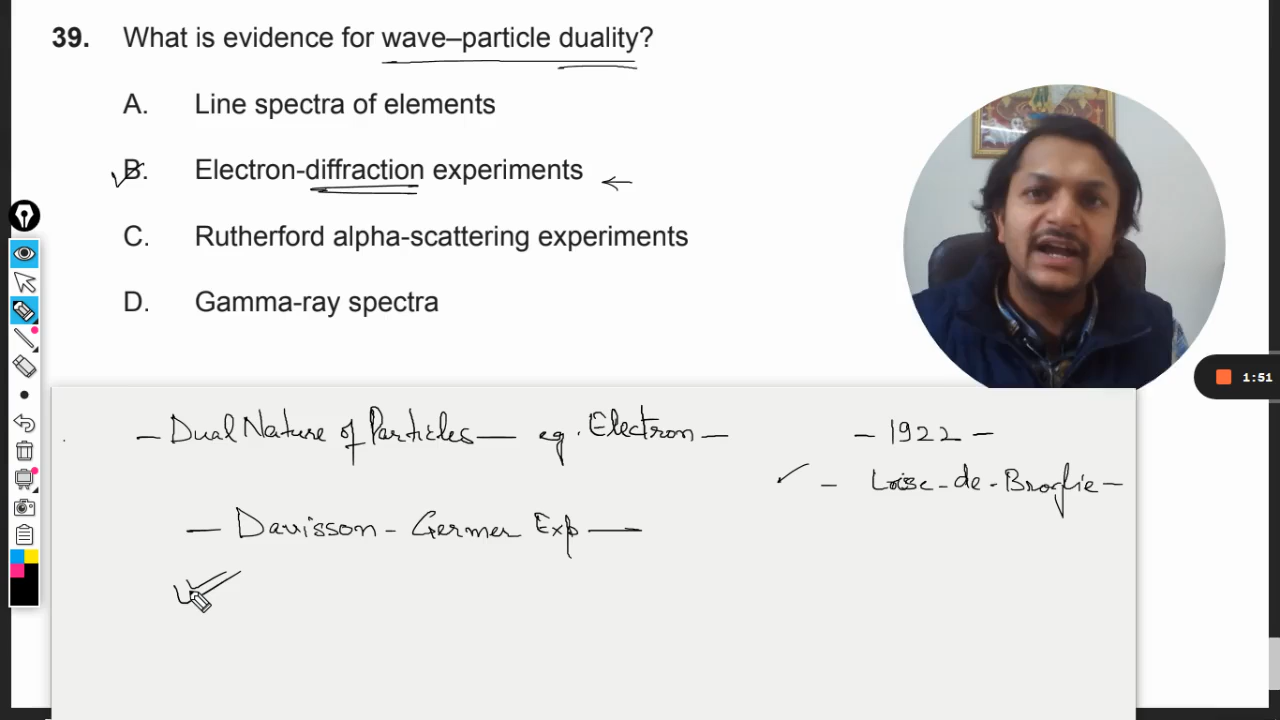 39. What is evidence for wave–particle duality?
A. Line spectra of elements
B. Electron-diffraction experiments
C. Rutherford alpha-scattering experiments
D. Gamma-ray spectra
1:51
– Dual Nature of Particles – eg. Electron –
– 1922 –
– de-Broglie –
– Davisson - Germer Exp –